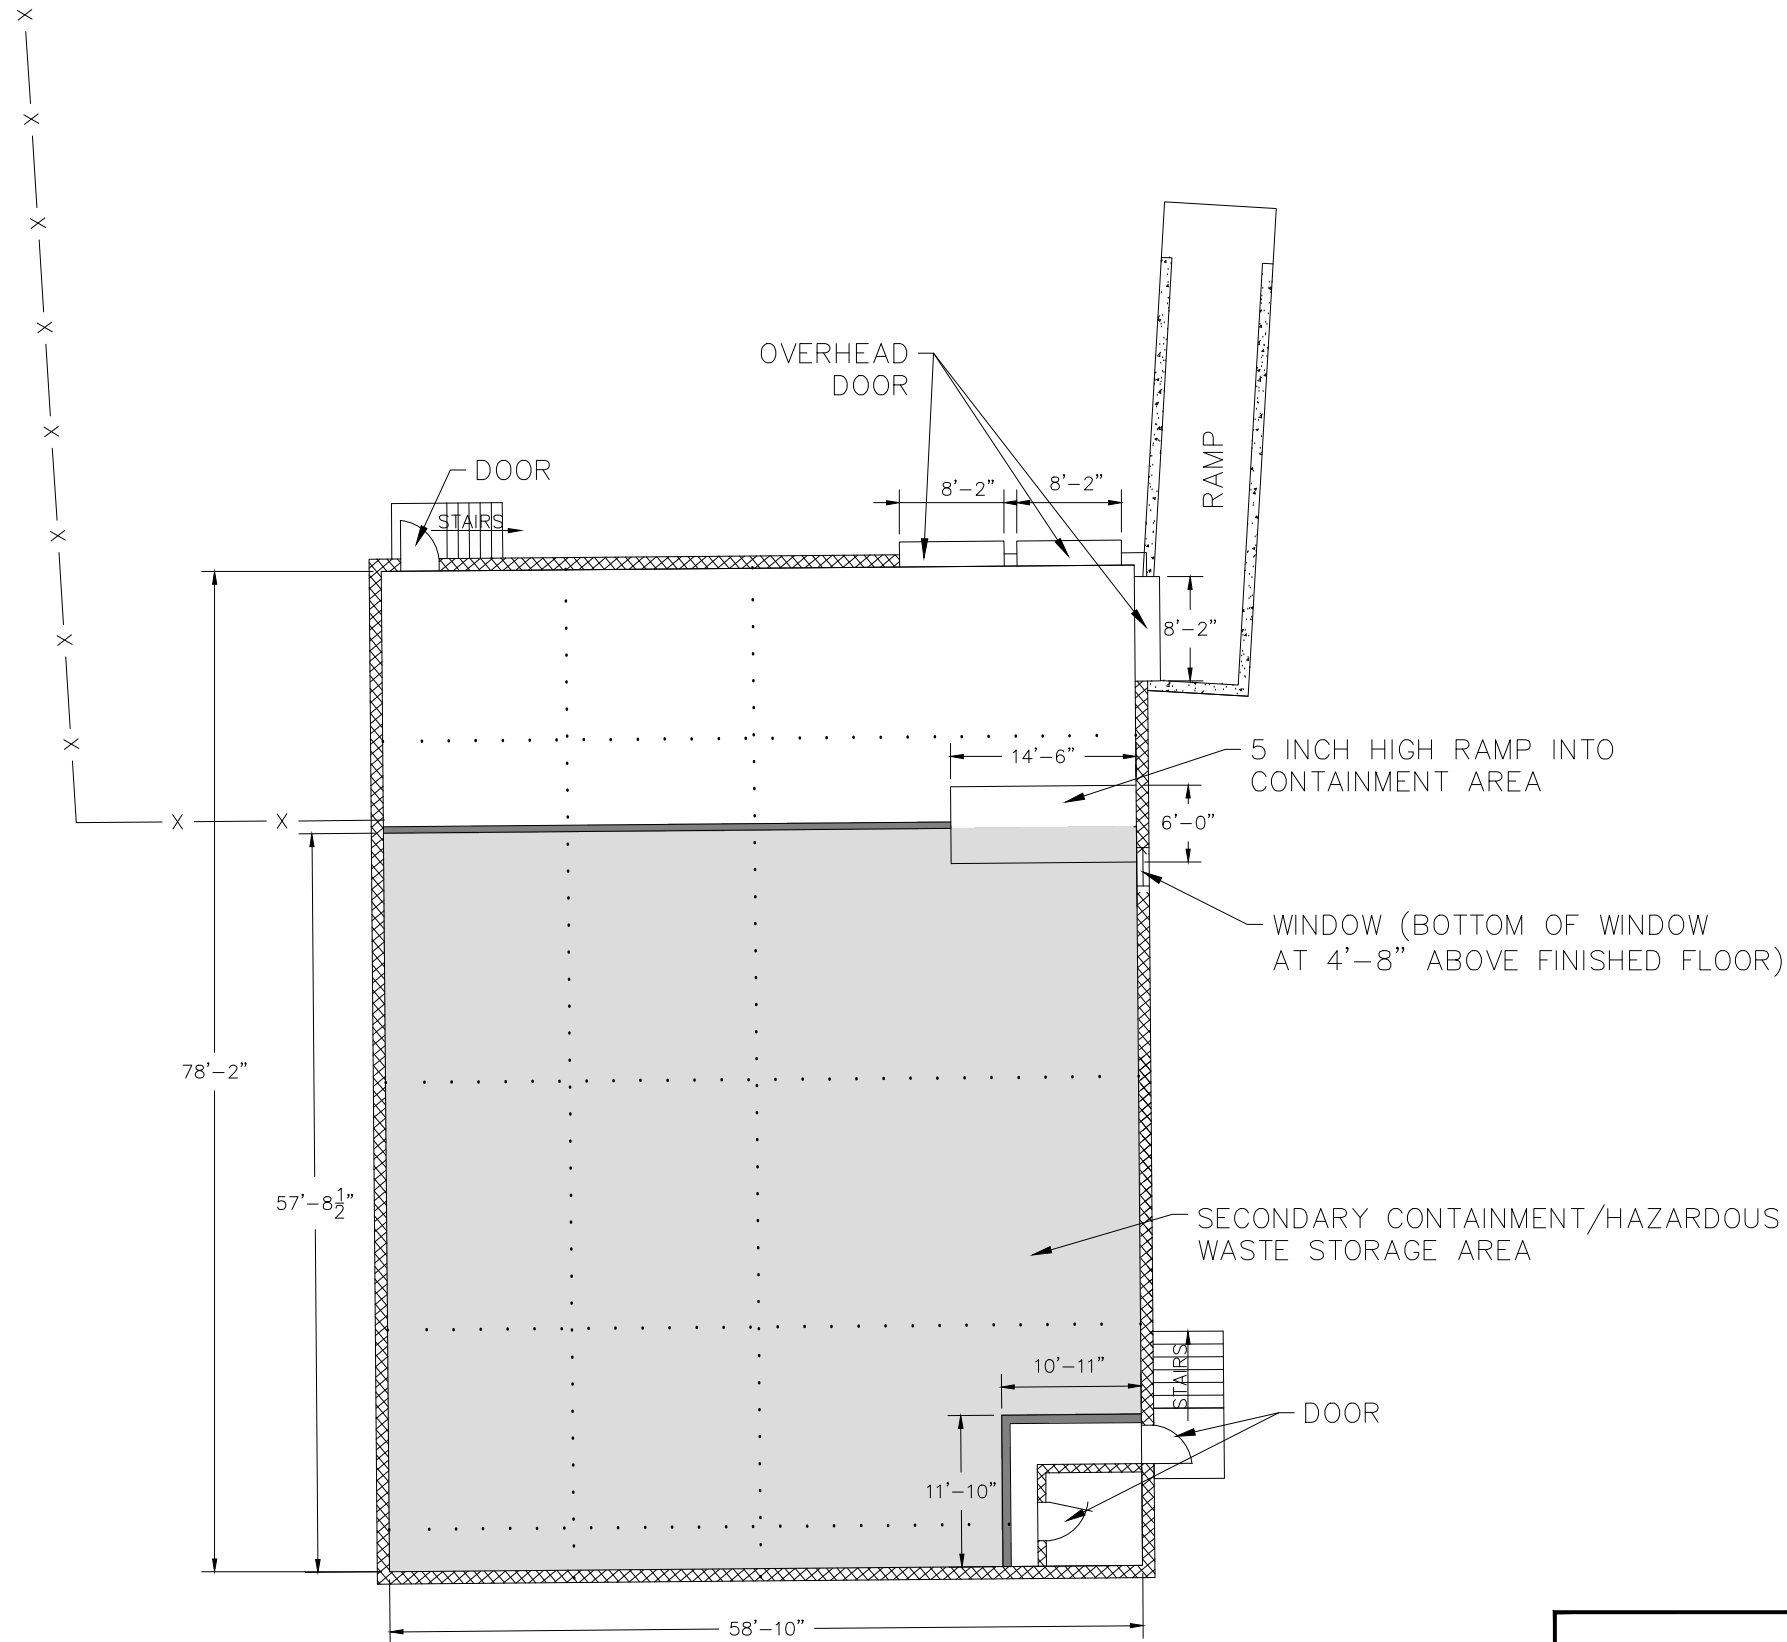 X
X
X
X
X
X
X
X
X
X
OVERHEAD
DOOR
DOOR
STAIRS
8'-2"
8'-2"
RAMP
8'-2"
14'-6"
5 INCH HIGH RAMP INTO
CONTAINMENT AREA
6'-0"
WINDOW (BOTTOM OF WINDOW
AT 4'-8" ABOVE FINISHED FLOOR)
78'-2"
57'-8½"
SECONDARY CONTAINMENT/HAZARDOUS
WASTE STORAGE AREA
10'-11"
STAIRS
DOOR
11'-10"
58'-10"